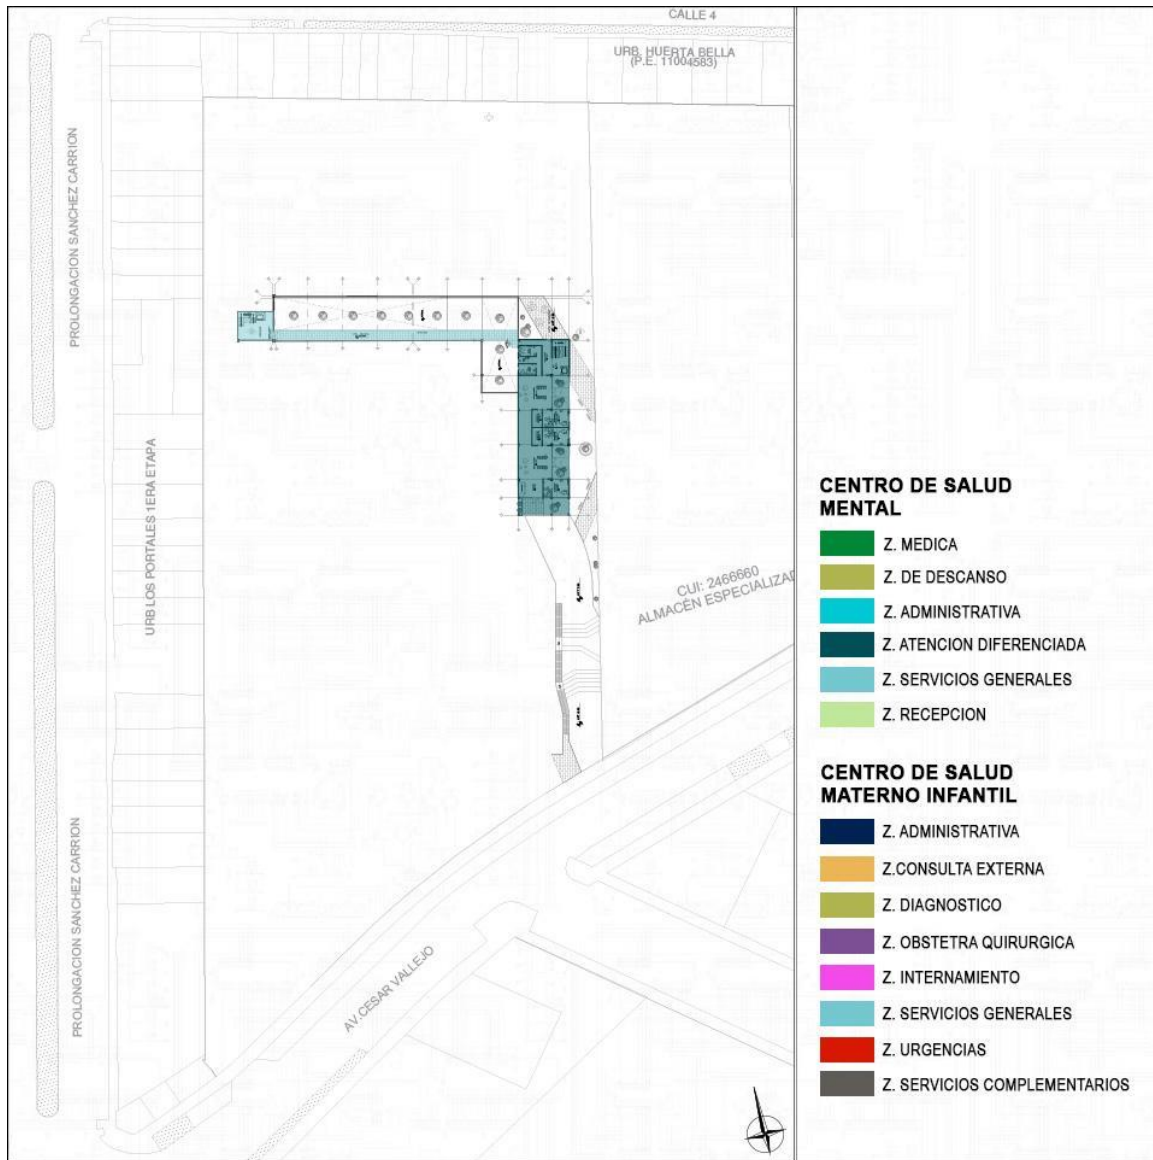 CALLE 4
URB. HUERTA BELLA
(P.E. 11004583)
PROLONGACION SANCHEZ CARRION
URB LOS PORTALES 1ERA ETAPA
CUI: 2466660
ALMACÉN ESPECIALIZAD
PROLONGACION SANCHEZ CARRION
AV.CESAR VALLEJO
CENTRO DE SALUD
MENTAL
Z. MEDICA
Z. DE DESCANSO
Z. ADMINISTRATIVA
Z. ATENCION DIFERENCIADA
Z. SERVICIOS GENERALES
Z. RECEPCION
CENTRO DE SALUD
MATERNO INFANTIL
Z. ADMINISTRATIVA
Z.CONSULTA EXTERNA
Z. DIAGNOSTICO
Z. OBSTETRA QUIRURGICA
Z. INTERNAMIENTO
Z. SERVICIOS GENERALES
Z. URGENCIAS
Z. SERVICIOS COMPLEMENTARIOS